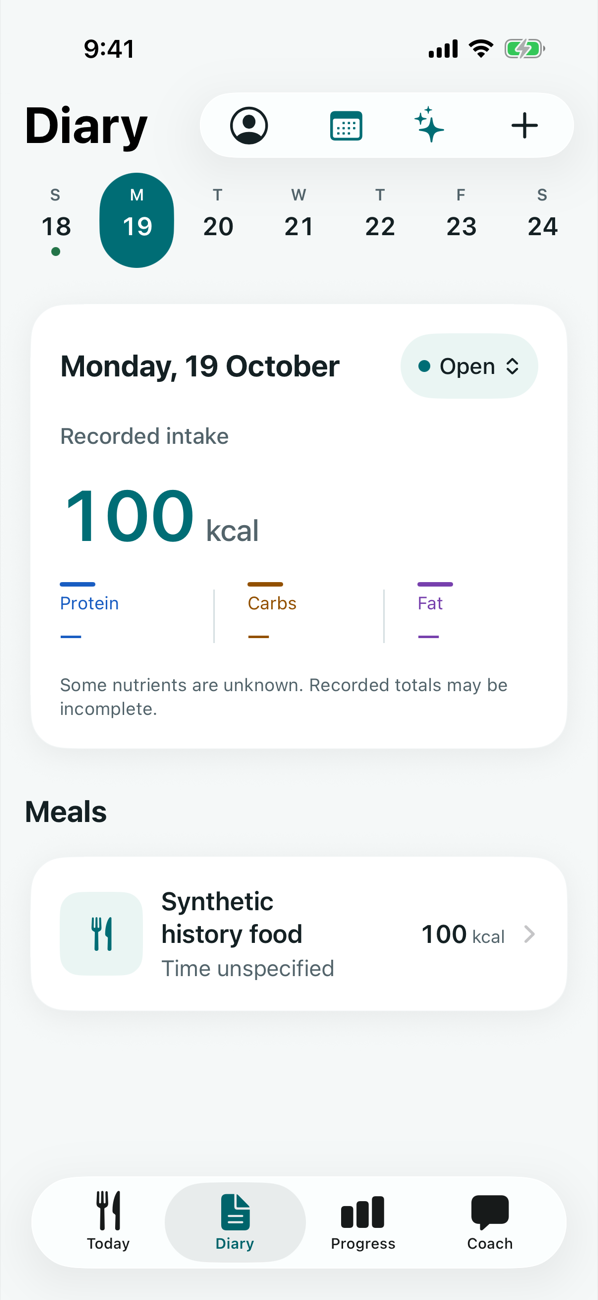 9:41
Diary
S M T W T F S
18 19 20 21 22 23 24
Monday, 19 October
Open
Recorded intake
100 kcal
Protein Carbs Fat
— — —
Some nutrients are unknown. Recorded totals may be
incomplete.
Meals
Synthetic
history food
100 kcal
Time unspecified
Today Diary Progress Coach